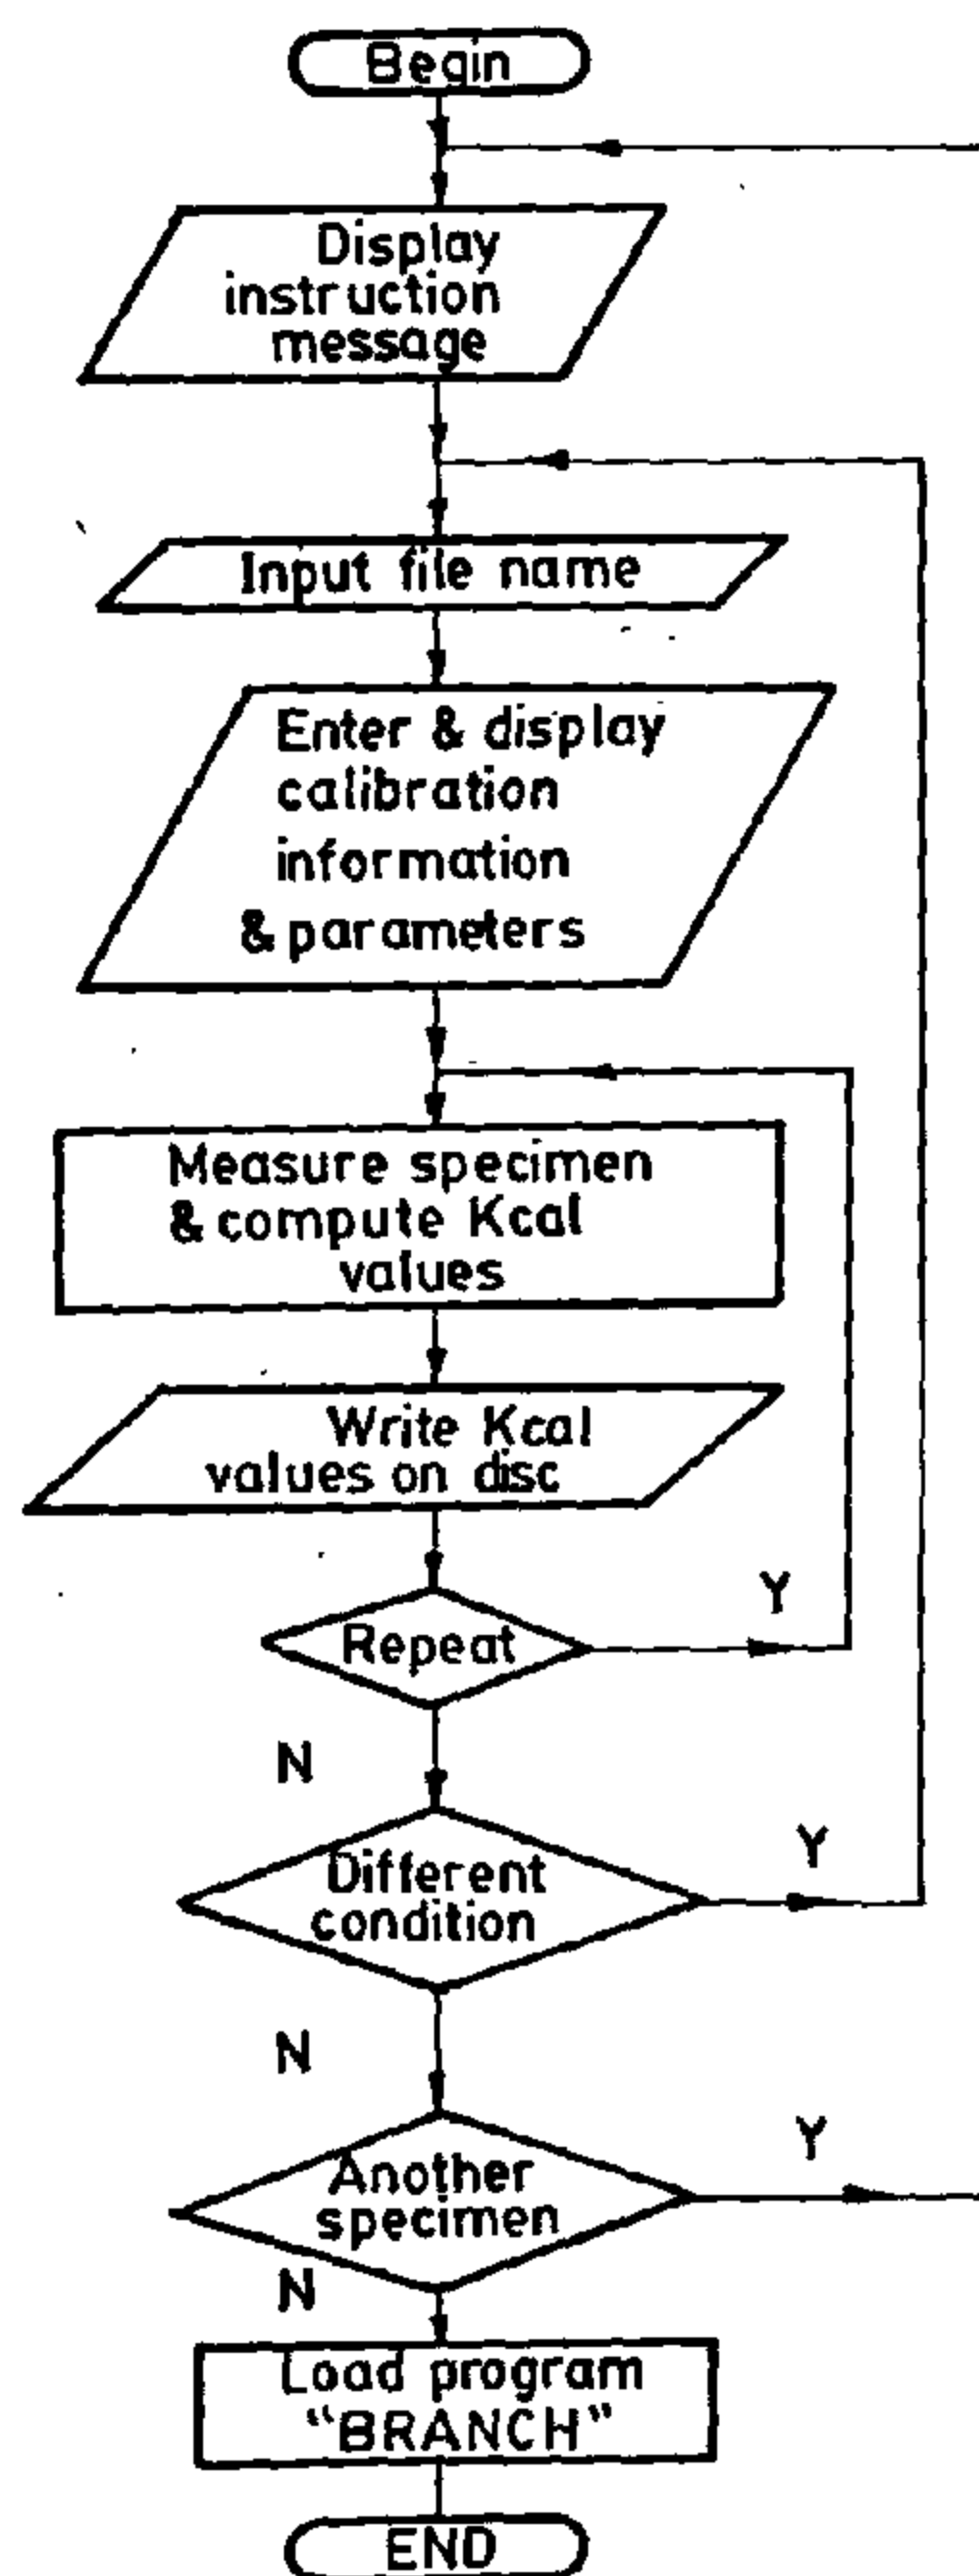 Begin
Display
instruction
message
Input file name
Enter & display
calibration
information
& parameters
Measure specimen
& compute Kcal
values
Write Kcal
values on disc
Repeat
Y
N
Different
condition
Y
N
Another
specimen
Y
N
Load program
"BRANCH"
END